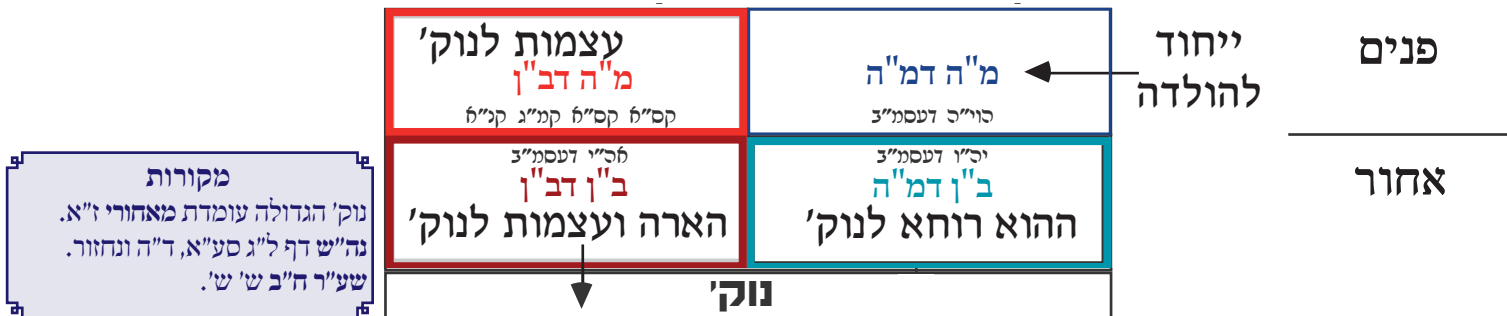 פנים
ייחוד
להולדה
מ"ה דמ"ה
הוי״ה דעסמ״ב
עצמות לנוק'
מ"ה דב"ן
קס״א קס״א קמ״ג קנ״א
אחור
יה״ו דעסמ״ב
ב"ן דמ"ה
ההוא רוחא לנוק'
אה״י דעסמ״ב
ב"ן דב"ן
הארה ועצמות לנוק'
נוק'
מקורות
נוק' הגדולה עומדת מאחורי ז״א.
נה״ש דף ל״ג סע״א, ד״ה ונחזור.
שע״ר ח״ב ש' ש'.